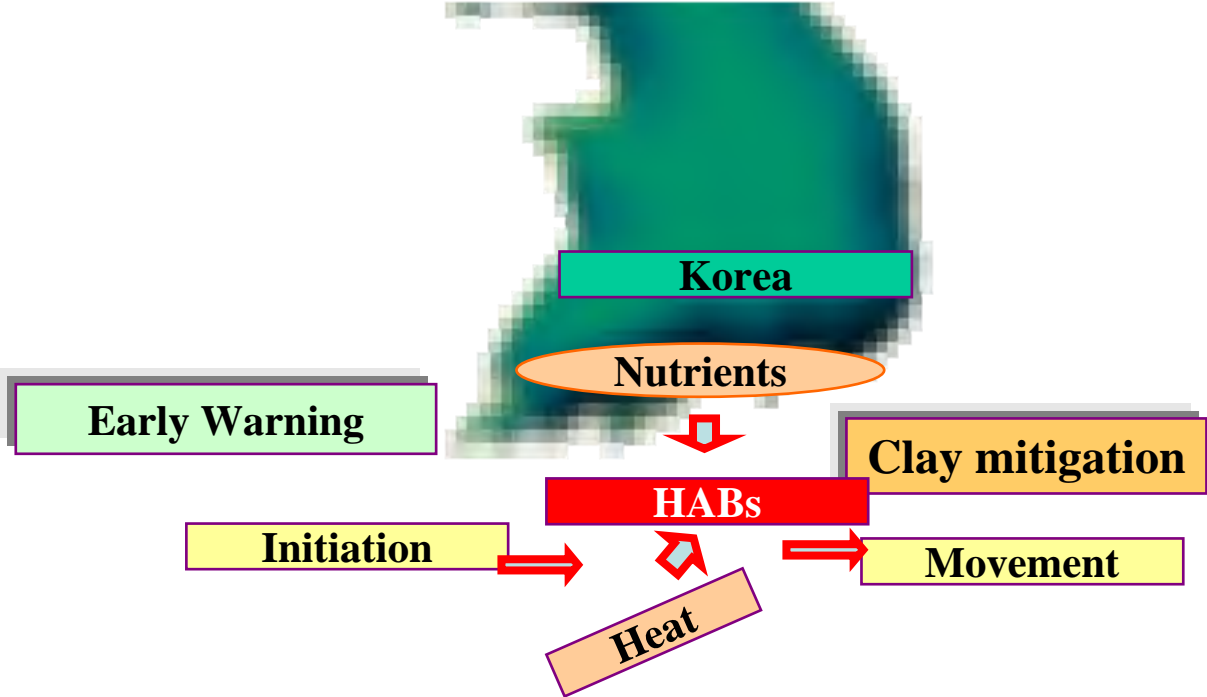 Korea
Nutrients
Early Warning
Clay mitigation
HABs
Initiation
Movement
Heat